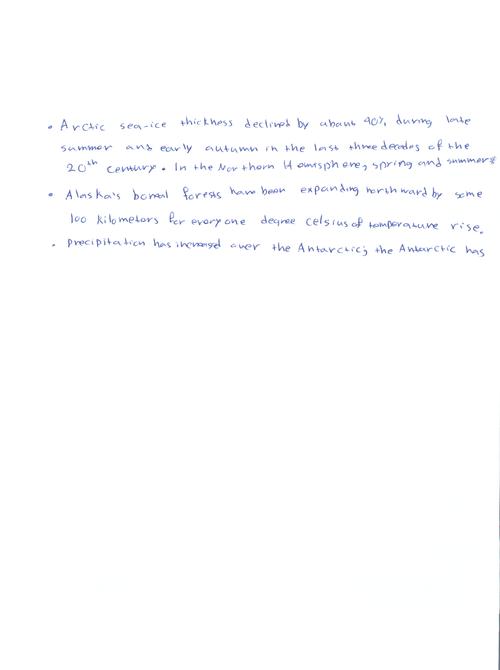 • Arctic sea-ice thickness declined by about 40% during late
summer and early autumn in the last three decades of the
20th century. In the Northern Hemisphere, spring and summer
• Alaska's boreal forests have been expanding northward by some
100 kilometers for every one degree celsius of temperature rise.
• precipitation has increased over the Antarctic; the Antarctic has